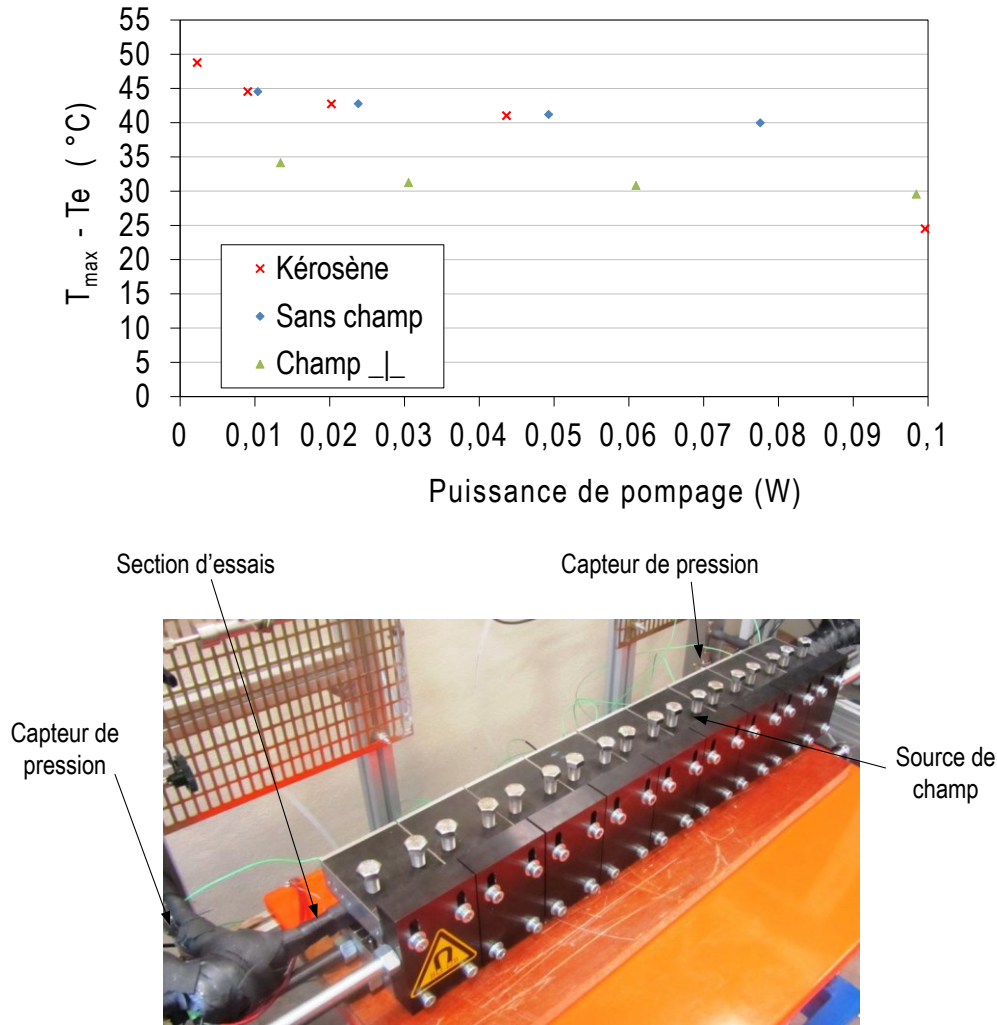 55
50
45
40
35
30
25
20
15
10
5
0
T_max - Te ( °C)
Kérosène
Sans champ
Champ _|_
0 0,01 0,02 0,03 0,04 0,05 0,06 0,07 0,08 0,09 0,1
Puissance de pompage (W)
Section d'essais
Capteur de pression
Capteur de
pression
Source de
champ